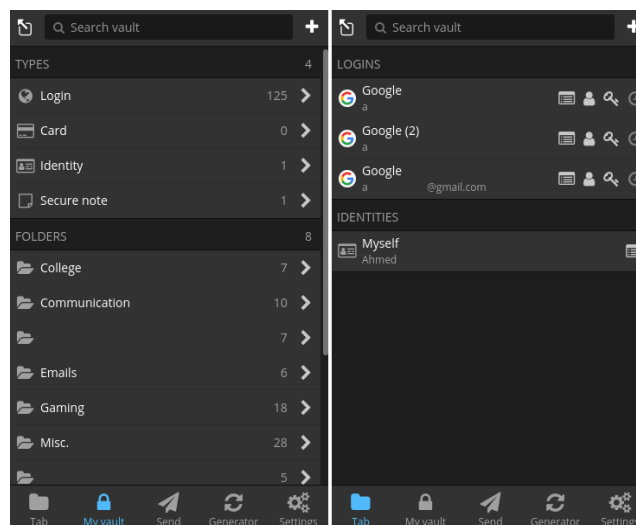 Search vault
TYPES 4
Login 125
Card 0
Identity 1
Secure note 1
FOLDERS 8
College 7
Communication 10
7
Emails 6
Gaming 18
Misc. 28
5
Tab My vault Send Generator Settings
Search vault
LOGINS
Google
a
Google (2)
a
Google
a @gmail.com
IDENTITIES
Myself
Ahmed
Tab My vault Send Generator Settings